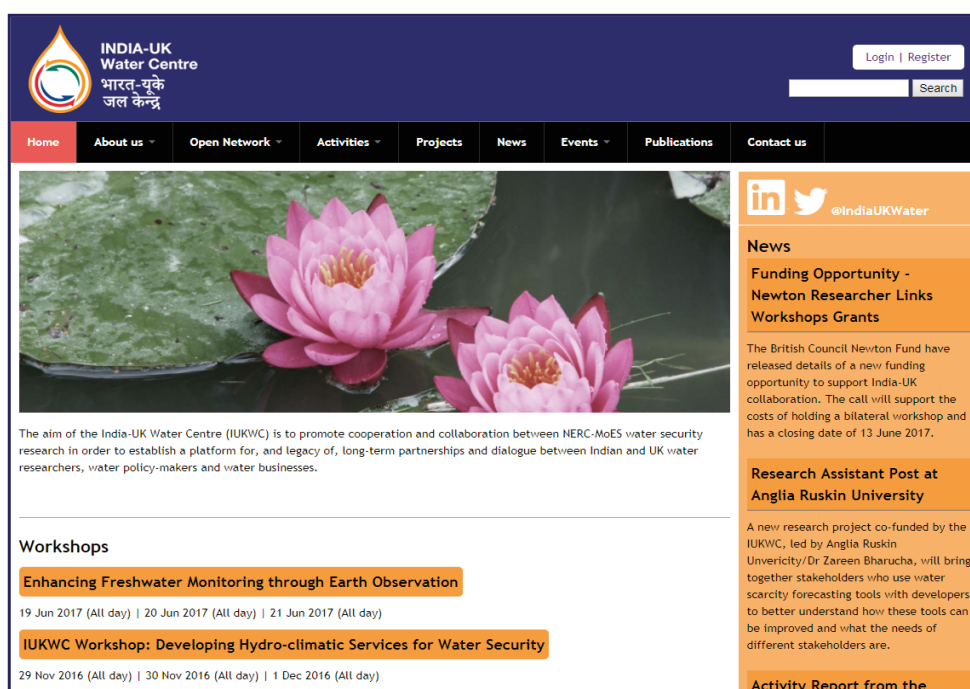 INDIA-UK
Water Centre
भारत-यूके
जल केन्द्र
Login | Register
Search
Home
About us
Open Network
Activities
Projects
News
Events
Publications
Contact us
in
@IndiaUKWater
The aim of the India-UK Water Centre (IUKWC) is to promote cooperation and collaboration between NERC-MoES water security
research in order to establish a platform for, and legacy of, long-term partnerships and dialogue between Indian and UK water
researchers, water policy-makers and water businesses.
Workshops
Enhancing Freshwater Monitoring through Earth Observation
19 Jun 2017 (All day) | 20 Jun 2017 (All day) | 21 Jun 2017 (All day)
IUKWC Workshop: Developing Hydro-climatic Services for Water Security
29 Nov 2016 (All day) | 30 Nov 2016 (All day) | 1 Dec 2016 (All day)
News
Funding Opportunity -
Newton Researcher Links
Workshops Grants
The British Council Newton Fund have
released details of a new funding
opportunity to support India-UK
collaboration. The call will support the
costs of holding a bilateral workshop and
has a closing date of 13 June 2017.
Research Assistant Post at
Anglia Ruskin University
A new research project co-funded by the
IUKWC, led by Anglia Ruskin
Unvericity/Dr Zareen Bharucha, will bring
together stakeholders who use water
scarcity forecasting tools with developers
to better understand how these tools can
be improved and what the needs of
different stakeholders are.
Activity Report from the